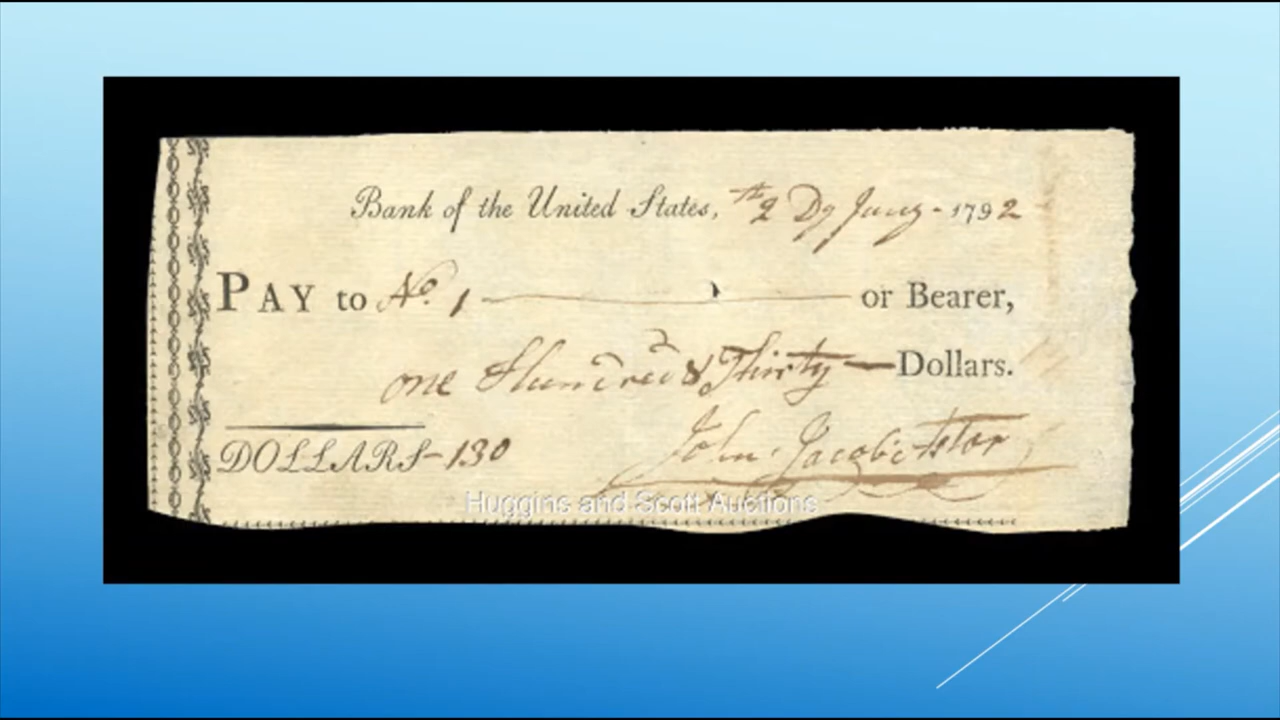 Bank of the United States, 2 Dy Jany - 1792
PAY to No. 1 or Bearer,
one Hundred & Thirty — Dollars.
DOLLARS - 130
John Jacob Astor
Huggins and Scott Auctions